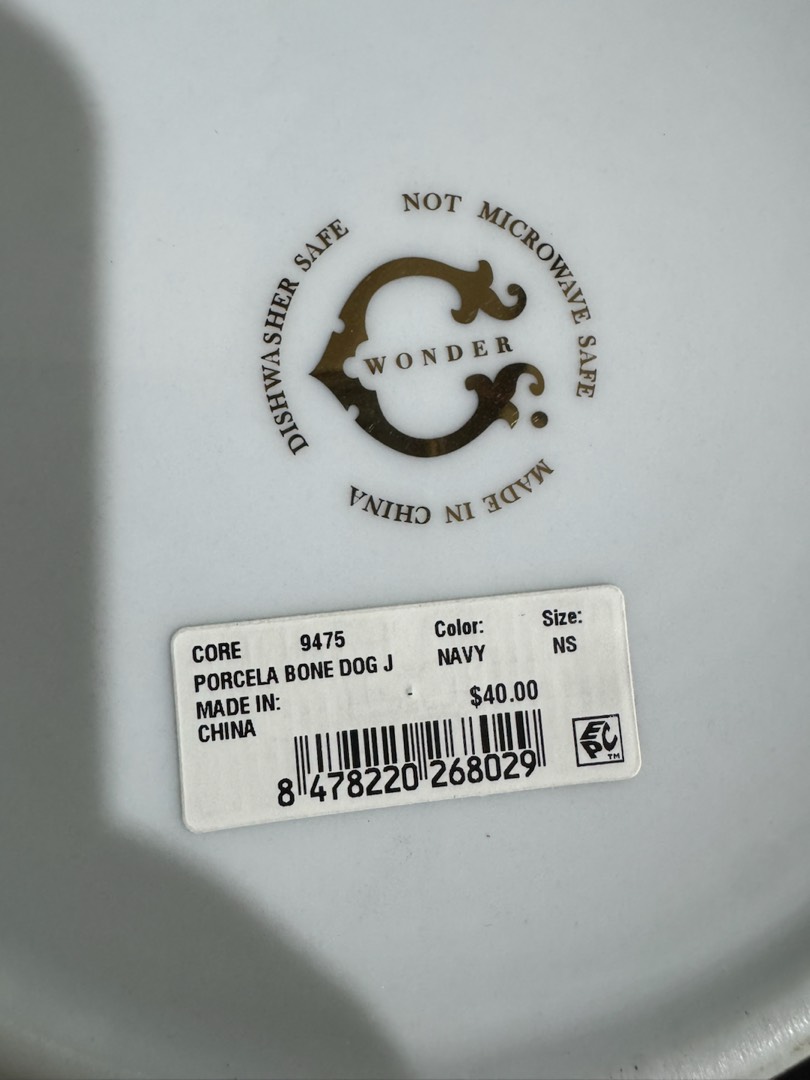 DISHWASHER SAFE NOT MICROWAVE SAFE
C.
WONDER
MADE IN CHINA
CORE 9475 Color: Size:
PORCELA BONE DOG J NAVY NS
MADE IN: $40.00
CHINA
8 478220 268029
EPC™